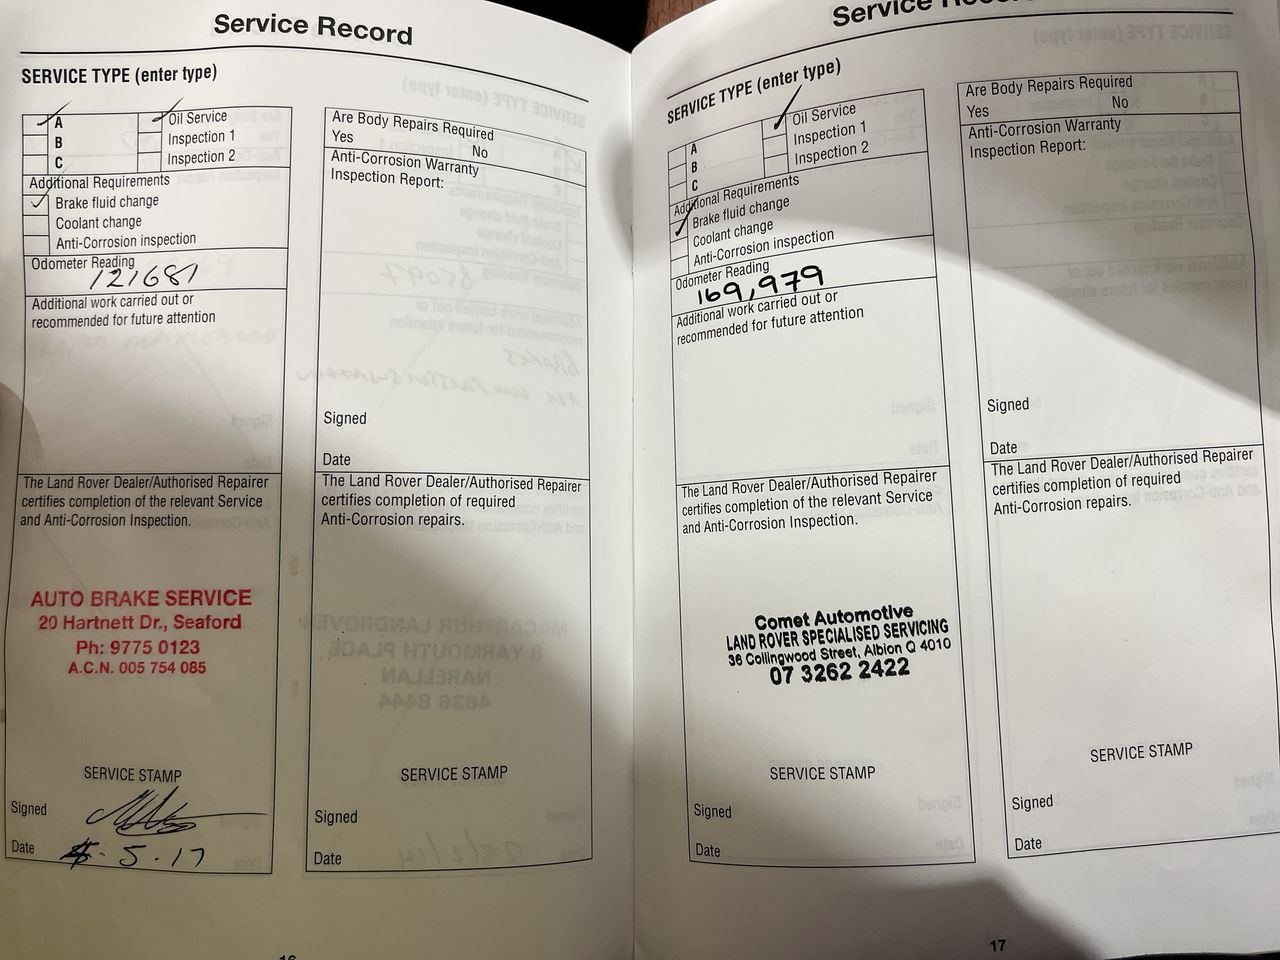 Service Record
SERVICE TYPE (enter type)
A
B
C
Oil Service
Inspection 1
Inspection 2
Additional Requirements
Brake fluid change
Coolant change
Anti-Corrosion inspection
Odometer Reading
121681
Additional work carried out or
recommended for future attention
The Land Rover Dealer/Authorised Repairer
certifies completion of the relevant Service
and Anti-Corrosion Inspection.
AUTO BRAKE SERVICE
20 Hartnett Dr., Seaford
Ph: 9775 0123
A.C.N. 005 754 085
SERVICE STAMP
Signed
Date 5.17
Are Body Repairs Required
Yes No
Anti-Corrosion Warranty
Inspection Report:
Signed
Date
The Land Rover Dealer/Authorised Repairer
certifies completion of required
Anti-Corrosion repairs.
SERVICE STAMP
Signed
Date
16
Service
SERVICE TYPE (enter type)
A
B
C
Oil Service
Inspection 1
Inspection 2
Additional Requirements
Brake fluid change
Coolant change
Anti-Corrosion inspection
Odometer Reading
169,979
Additional work carried out or
recommended for future attention
The Land Rover Dealer/Authorised Repairer
certifies completion of the relevant Service
and Anti-Corrosion Inspection.
Comet Automotive
LAND ROVER SPECIALISED SERVICING
36 Collingwood Street, Albion Q 4010
07 3262 2422
SERVICE STAMP
Signed
Date
Are Body Repairs Required
Yes No
Anti-Corrosion Warranty
Inspection Report:
Signed
Date
The Land Rover Dealer/Authorised Repairer
certifies completion of required
Anti-Corrosion repairs.
SERVICE STAMP
Signed
Date
17